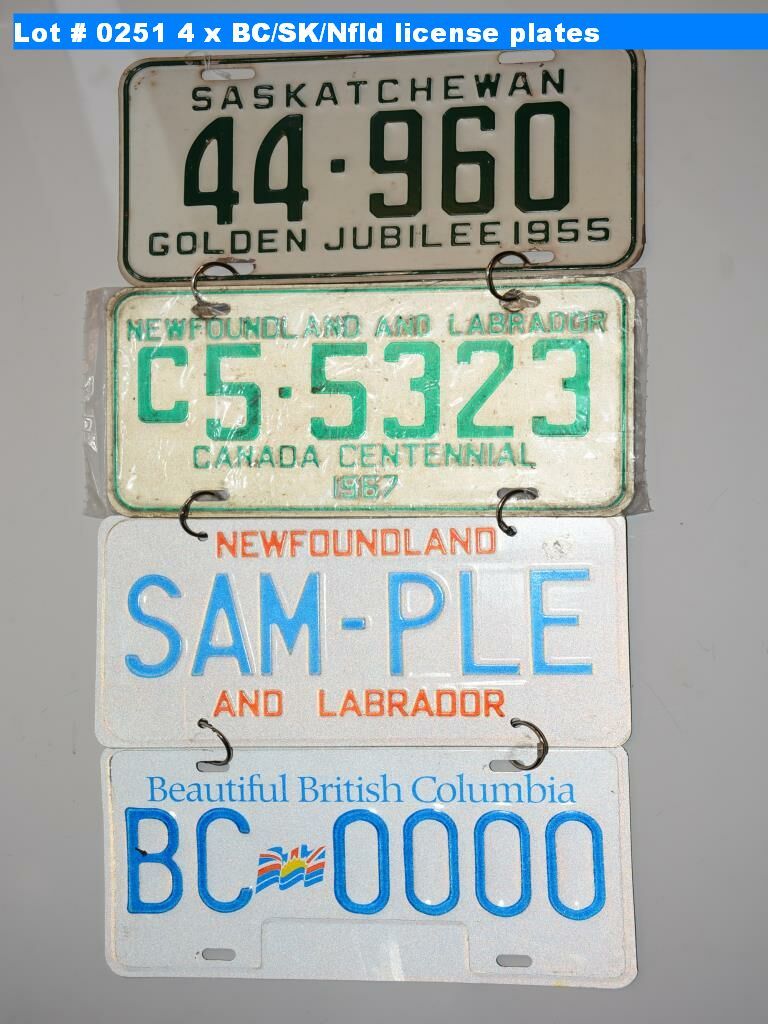 Lot # 0251 4 x BC/SK/Nfld license plates
SASKATCHEWAN
44·960
GOLDEN JUBILEE 1955
NEWFOUNDLAND AND LABRADOR
C5·5323
CANADA CENTENNIAL
1967
NEWFOUNDLAND
SAM-PLE
AND LABRADOR
Beautiful British Columbia
BC 0000